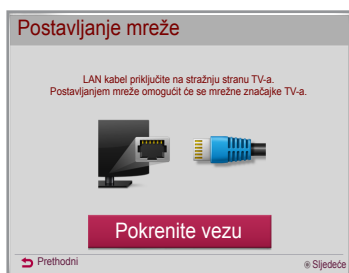 Postavljanje mreže
LAN kabel priključite na stražnju stranu TV-a.
Postavljanjem mreže omogućit će se mrežne značajke TV-a.
Pokrenite vezu
Prethodni
Sljedeće